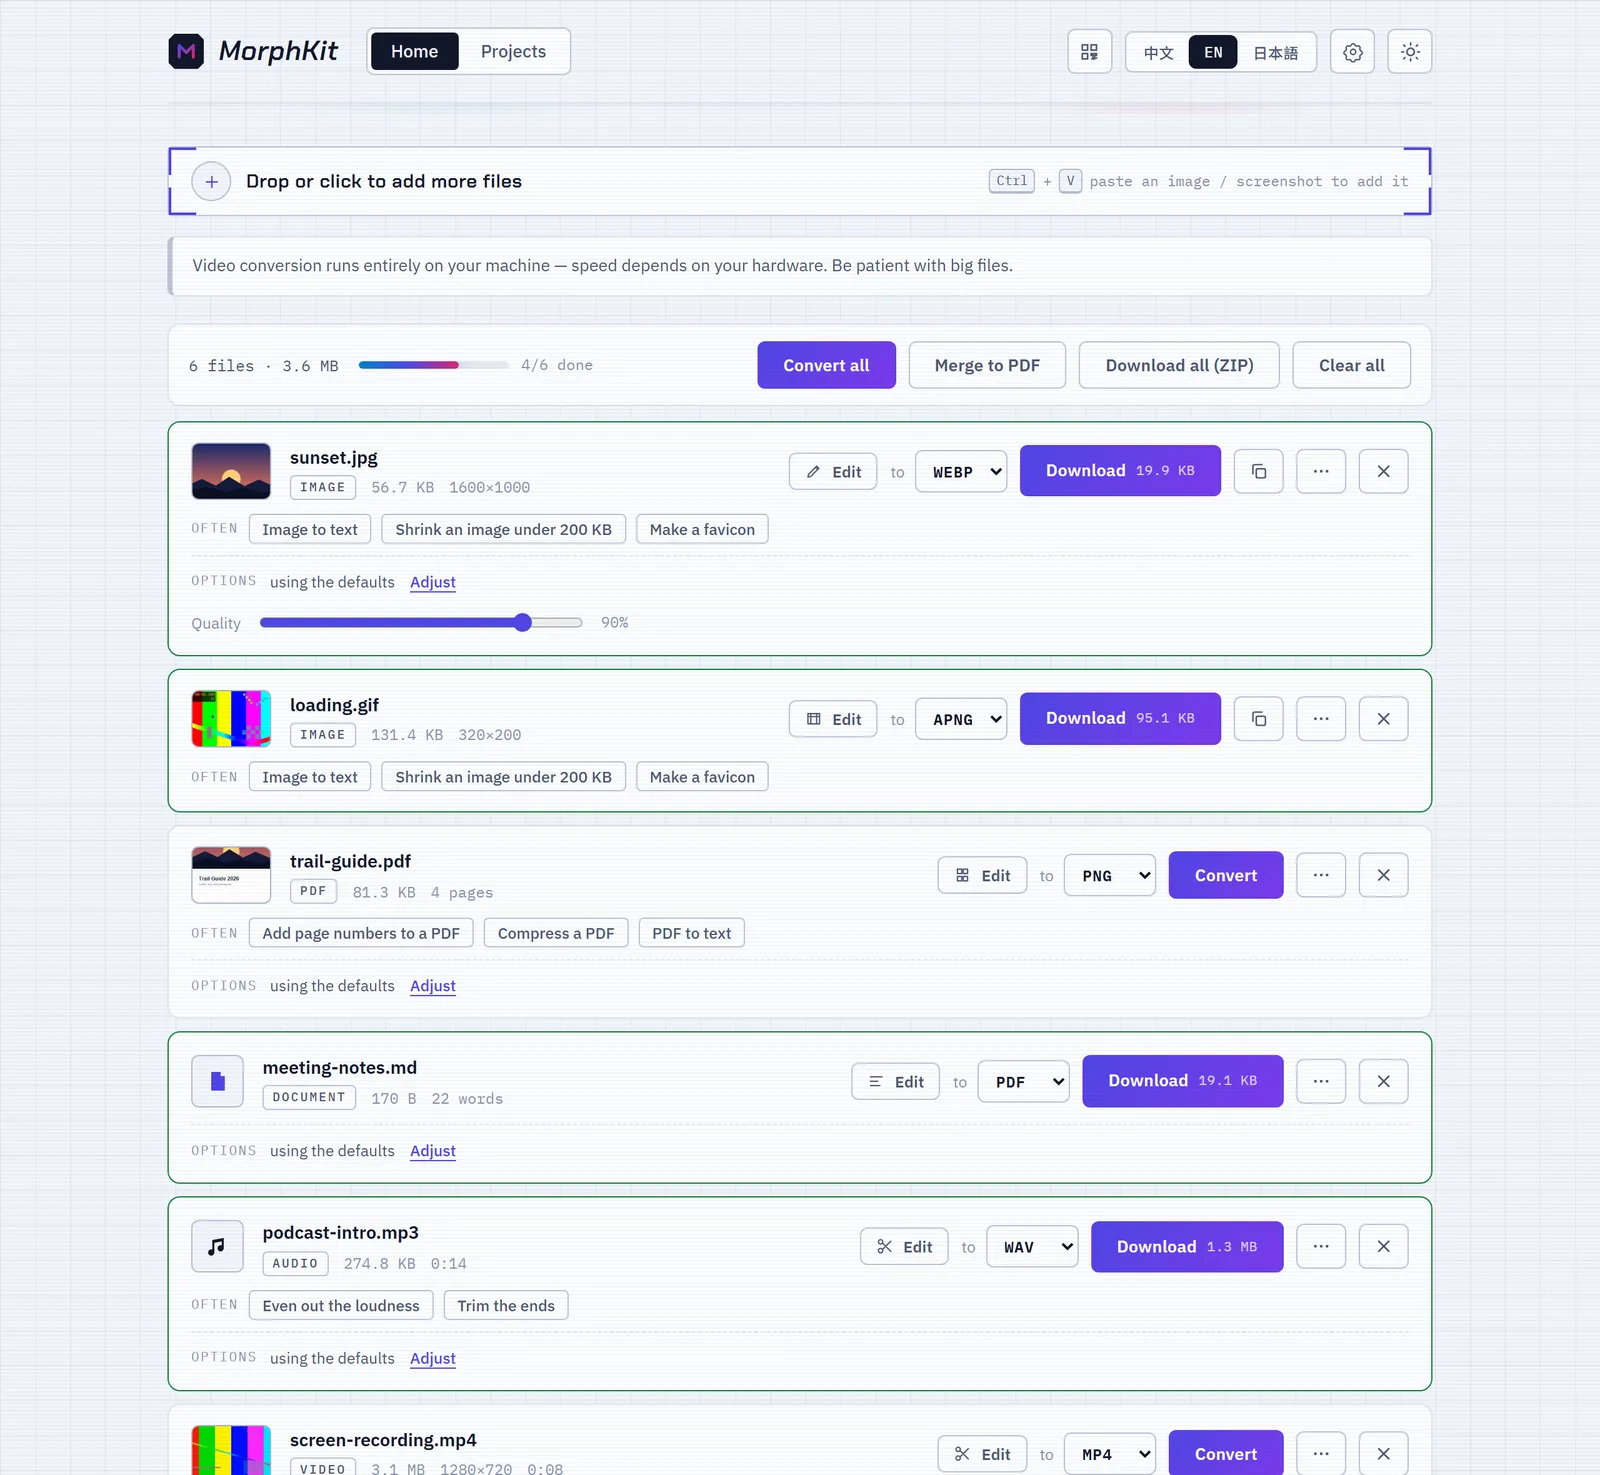 MorphKit
Home Projects
中文 EN 日本語
Drop or click to add more files
Ctrl + V paste an image / screenshot to add it
Video conversion runs entirely on your machine — speed depends on your hardware. Be patient with big files.
6 files · 3.6 MB 4/6 done
Convert all Merge to PDF Download all (ZIP) Clear all
sunset.jpg
IMAGE 56.7 KB 1600×1000
Edit to WEBP Download 19.9 KB
OFTEN Image to text Shrink an image under 200 KB Make a favicon
OPTIONS using the defaults Adjust
Quality 90%
loading.gif
IMAGE 131.4 KB 320×200
Edit to APNG Download 95.1 KB
OFTEN Image to text Shrink an image under 200 KB Make a favicon
Trail Guide 2026
trail-guide.pdf
PDF 81.3 KB 4 pages
Edit to PNG Convert
OFTEN Add page numbers to a PDF Compress a PDF PDF to text
OPTIONS using the defaults Adjust
meeting-notes.md
DOCUMENT 170 B 22 words
Edit to PDF Download 19.1 KB
OPTIONS using the defaults Adjust
podcast-intro.mp3
AUDIO 274.8 KB 0:14
Edit to WAV Download 1.3 MB
OFTEN Even out the loudness Trim the ends
OPTIONS using the defaults Adjust
screen-recording.mp4
VIDEO 3.1 MB 1280×720 0:08
Edit to MP4 Convert